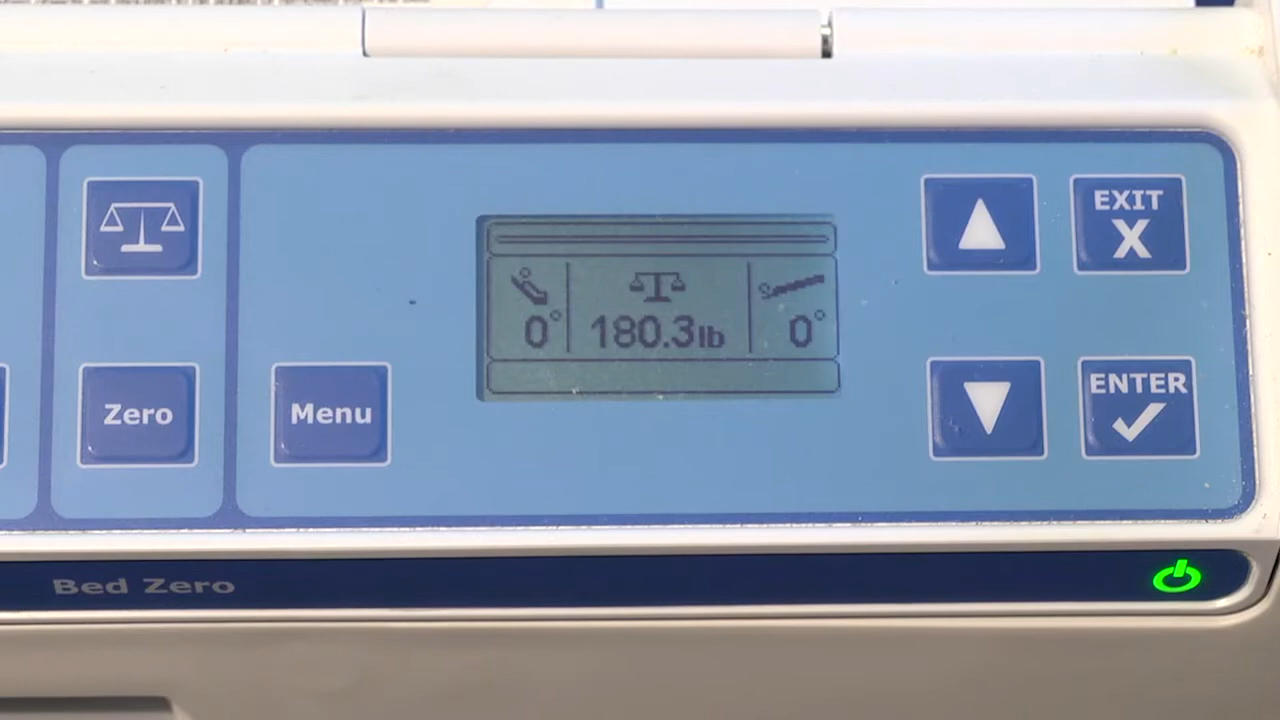 EXIT
X
0° 180.3lb 0°
Zero
Menu
ENTER
Bed Zero